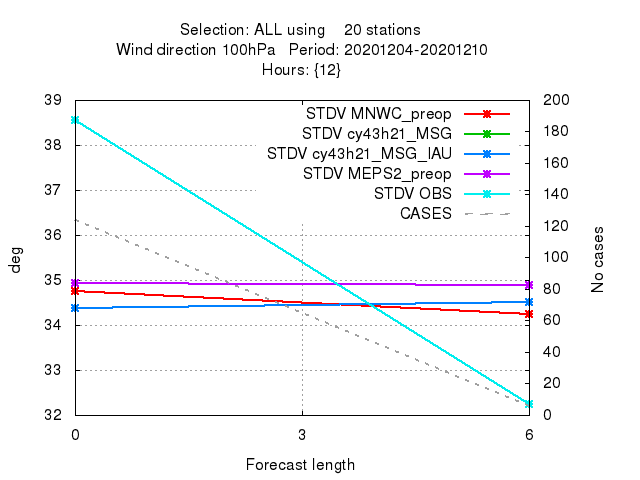 Selection: ALL using 20 stations
Wind direction 100hPa Period: 20201204-20201210
Hours: {12}
39
38
37
36
35
34
33
32
200
180
160
140
120
100
80
60
40
20
0
STDV MNWC_preop
STDV cy43h21_MSG
STDV cy43h21_MSG_IAU
STDV MEPS2_preop
STDV OBS
CASES
deg
No cases
0 3 6
Forecast length